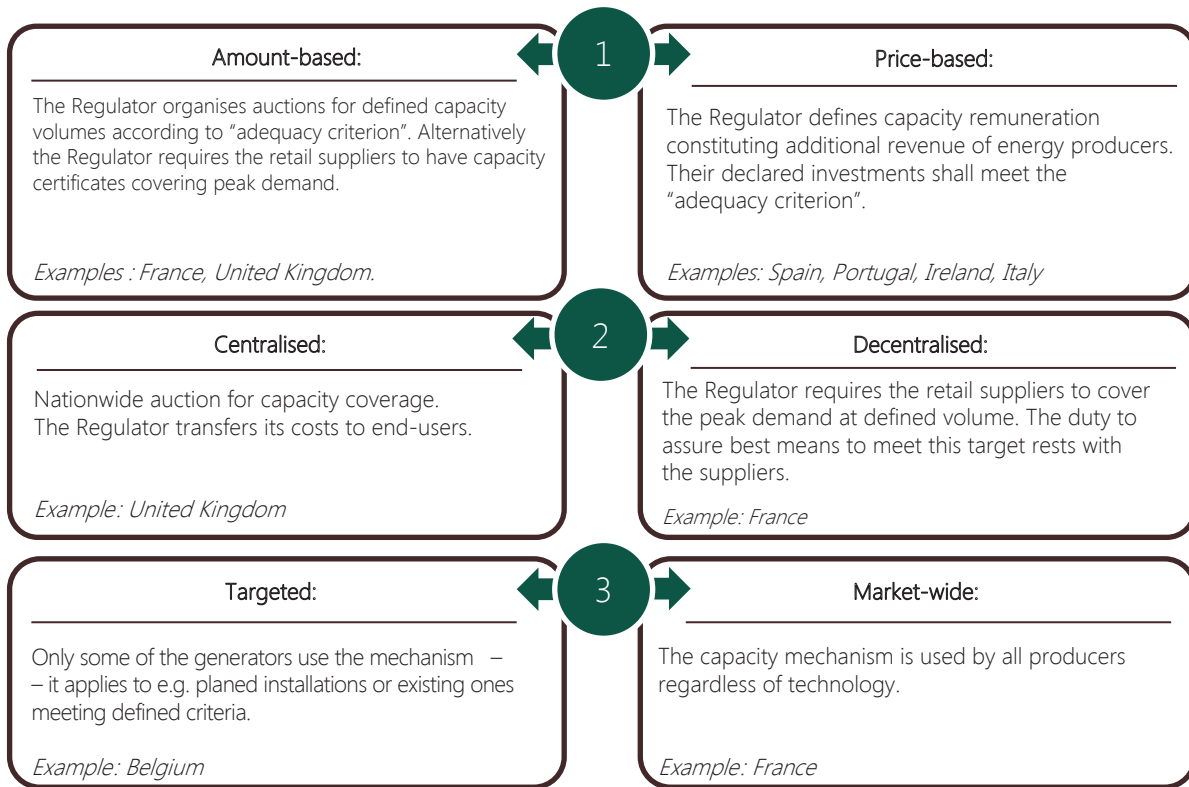 1
Amount-based:
The Regulator organises auctions for defined capacity
volumes according to “adequacy criterion”. Alternatively
the Regulator requires the retail suppliers to have capacity
certificates covering peak demand.
Examples : France, United Kingdom.
Price-based:
The Regulator defines capacity remuneration
constituting additional revenue of energy producers.
Their declared investments shall meet the
“adequacy criterion”.
Examples: Spain, Portugal, Ireland, Italy
2
Centralised:
Nationwide auction for capacity coverage.
The Regulator transfers its costs to end-users.
Example: United Kingdom
Decentralised:
The Regulator requires the retail suppliers to cover
the peak demand at defined volume. The duty to
assure best means to meet this target rests with
the suppliers.
Example: France
3
Targeted:
Only some of the generators use the mechanism –
– it applies to e.g. planed installations or existing ones
meeting defined criteria.
Example: Belgium
Market-wide:
The capacity mechanism is used by all producers
regardless of technology.
Example: France